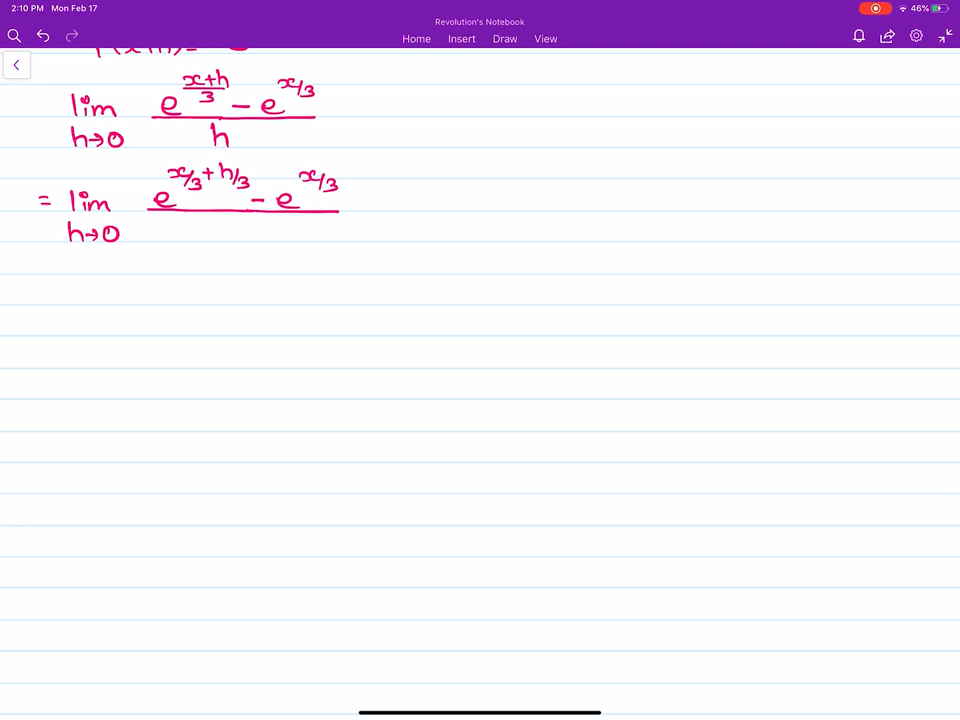 2:10 PM Mon Feb 17 46%
Revolution's Notebook
Home Insert Draw View
lim h→0 (e^((x+h)/3) - e^(x/3)) / h
= lim h→0 e^(x/3 + h/3) - e^(x/3)